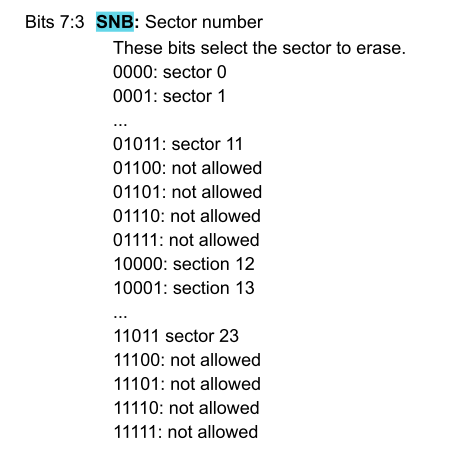 Bits 7:3 SNB: Sector number
These bits select the sector to erase.
0000: sector 0
0001: sector 1
...
01011: sector 11
01100: not allowed
01101: not allowed
01110: not allowed
01111: not allowed
10000: section 12
10001: section 13
...
11011 sector 23
11100: not allowed
11101: not allowed
11110: not allowed
11111: not allowed